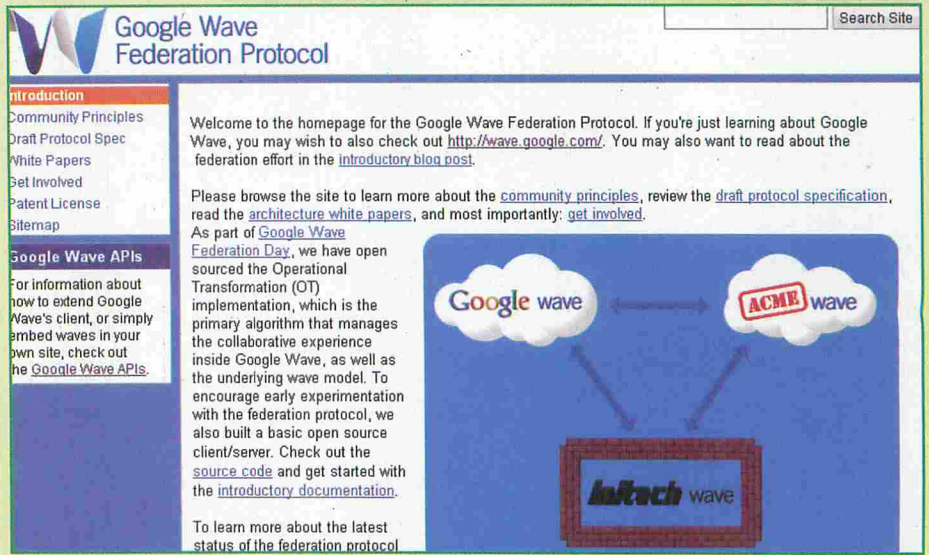 Google Wave
Federation Protocol
Search Site
ntroduction
Community Principles
Draft Protocol Spec
White Papers
Get Involved
Patent License
Sitemap
Google Wave APIs
For information about
how to extend Google
Wave's client, or simply
embed waves in your
own site, check out
he Google Wave APIs.
Welcome to the homepage for the Google Wave Federation Protocol. If you're just learning about Google
Wave, you may wish to also check out http://wave.google.com/. You may also want to read about the
federation effort in the introductory blog post.
Please browse the site to learn more about the community principles, review the draft protocol specification,
read the architecture white papers, and most importantly: get involved.
As part of Google Wave
Federation Day, we have open
sourced the Operational
Transformation (OT)
implementation, which is the
primary algorithm that manages
the collaborative experience
inside Google Wave, as well as
the underlying wave model. To
encourage early experimentation
with the federation protocol, we
also built a basic open source
client/server. Check out the
source code and get started with
the introductory documentation.
To learn more about the latest
status of the federation protocol
Google wave
ACME wave
Initech wave